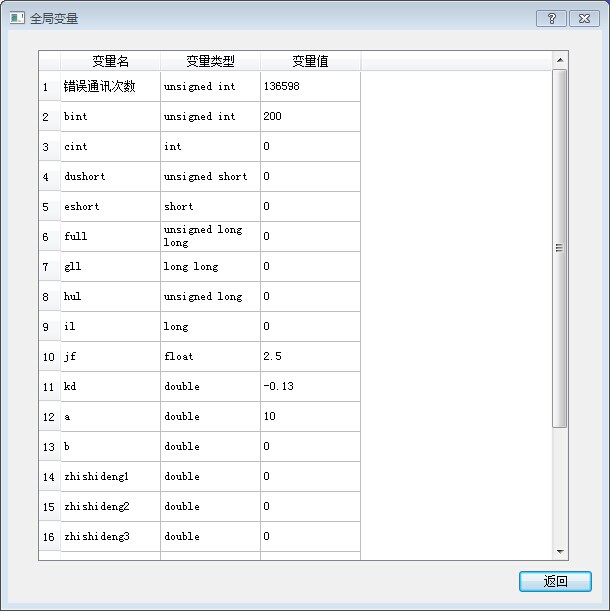 全局变量
变量名 变量类型 变量值
1 错误通讯次数 unsigned int 136598
2 bint unsigned int 200
3 cint int 0
4 dushort unsigned short 0
5 eshort short 0
6 full unsigned long long 0
7 gll long long 0
8 hul unsigned long 0
9 il long 0
10 jf float 2.5
11 kd double -0.13
12 a double 10
13 b double 0
14 zhishideng1 double 0
15 zhishideng2 double 0
16 zhishideng3 double 0
返回